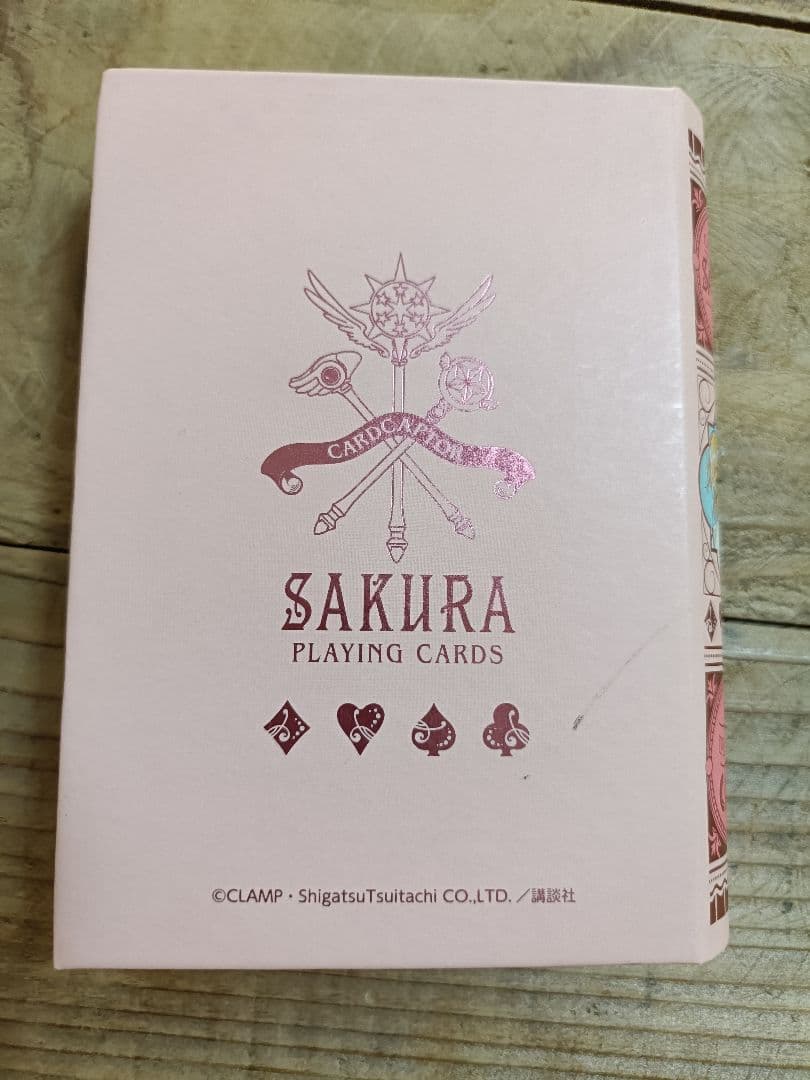 CARDCAPTOR
SAKURA
PLAYING CARDS
©CLAMP・ShigatsuTsuitachi CO.,LTD.／講談社